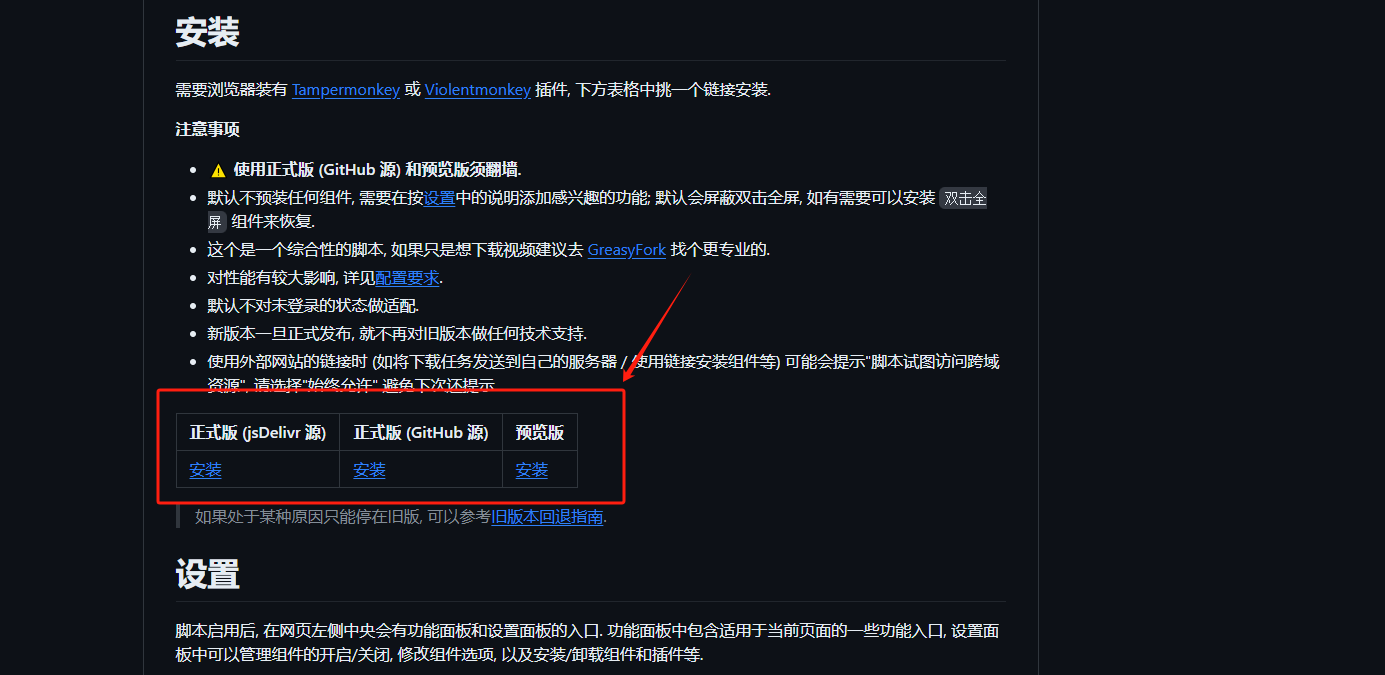 安装
需要浏览器装有 Tampermonkey 或 Violentmonkey 插件, 下方表格中挑一个链接安装.
注意事项
⚠️ 使用正式版 (GitHub 源) 和预览版须翻墙.
默认不预装任何组件, 需要在按设置中的说明添加感兴趣的功能; 默认会屏蔽双击全屏, 如有需要可以安装 双击全
屏 组件来恢复.
这个是一个综合性的脚本, 如果只是想下载视频建议去 GreasyFork 找个更专业的.
对性能有较大影响, 详见配置要求.
默认不对未登录的状态做适配.
新版本一旦正式发布, 就不再对旧版本做任何技术支持.
使用外部网站的链接时 (如将下载任务发送到自己的服务器 / 使用链接安装组件等) 可能会提示"脚本试图访问跨域
资源", 请选择"始终允许" 避免下次还提示.
正式版 (jsDelivr 源) 正式版 (GitHub 源) 预览版
安装 安装 安装
如果处于某种原因只能停在旧版, 可以参考旧版本回退指南.
设置
脚本启用后, 在网页左侧中央会有功能面板和设置面板的入口. 功能面板中包含适用于当前页面的一些功能入口, 设置面
板中可以管理组件的开启/关闭, 修改组件选项, 以及安装/卸载组件和插件等.